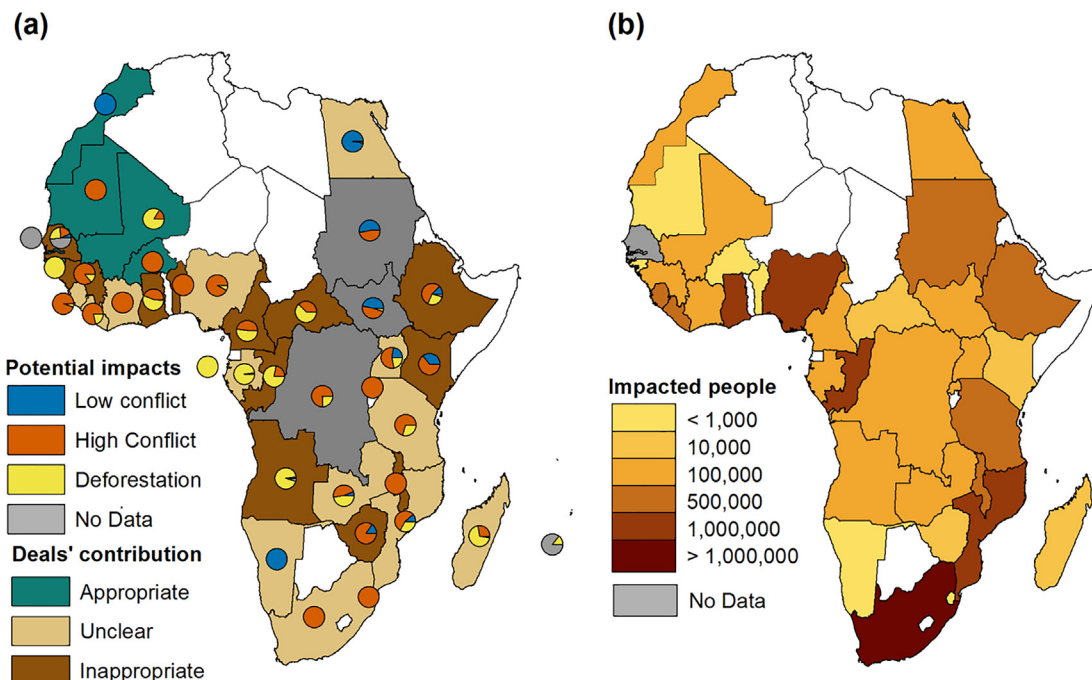 (a)
Potential impacts
Low conflict
High Conflict
Deforestation
No Data
Deals' contribution
Appropriate
Unclear
Inappropriate
(b)
Impacted people
< 1,000
10,000
100,000
500,000
1,000,000
> 1,000,000
No Data